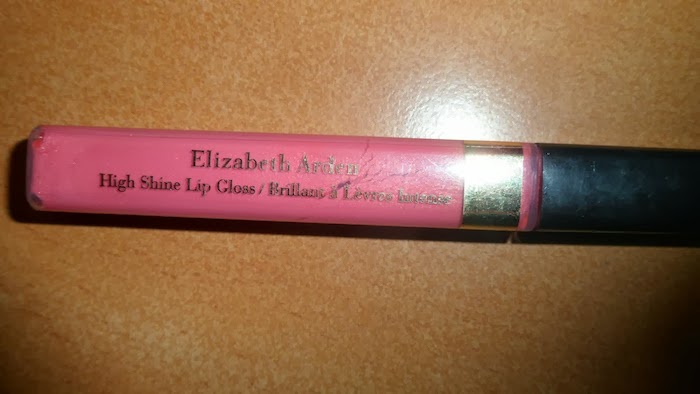 Elizabeth Arden
High Shine Lip Gloss / Brillant à Lèvres Intense